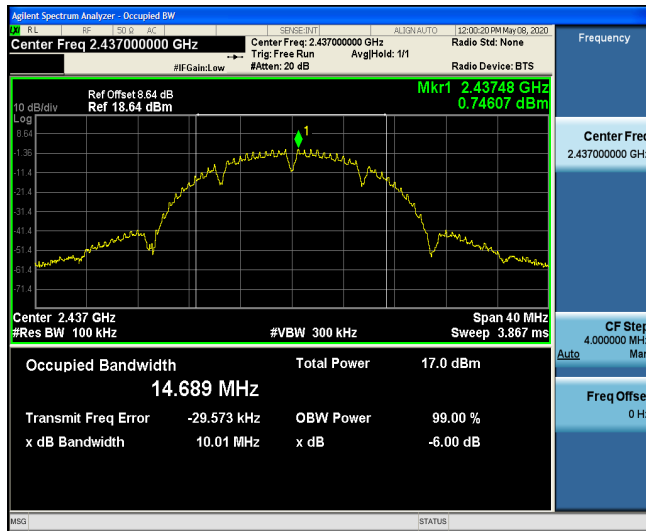 Agilent Spectrum Analyzer - Occupied BW
RL RF 50 Ω AC SENSE:INT ALIGN AUTO 12:00:20 PM May 08, 2020
Center Freq 2.437000000 GHz
Center Freq: 2.437000000 GHz
Radio Std: None
Trig: Free Run Avg|Hold: 1/1
#IFGain:Low
#Atten: 20 dB
Radio Device: BTS
Frequency
Ref Offset 8.64 dB
Mkr1 2.43748 GHz
10 dB/div Ref 18.64 dBm
0.74607 dBm
Log
8.64
-1.36
-11.4
-21.4
-31.4
-41.4
-51.4
-61.4
-71.4
1
Center 2.437 GHz
Span 40 MHz
#Res BW 100 kHz
#VBW 300 kHz
Sweep 3.867 ms
Occupied Bandwidth
Total Power 17.0 dBm
14.689 MHz
Transmit Freq Error -29.573 kHz
OBW Power 99.00 %
x dB Bandwidth 10.01 MHz
x dB -6.00 dB
Center Freq
2.437000000 GHz
CF Step
4.000000 MHz
Auto Man
Freq Offset
0 Hz
MSG
STATUS